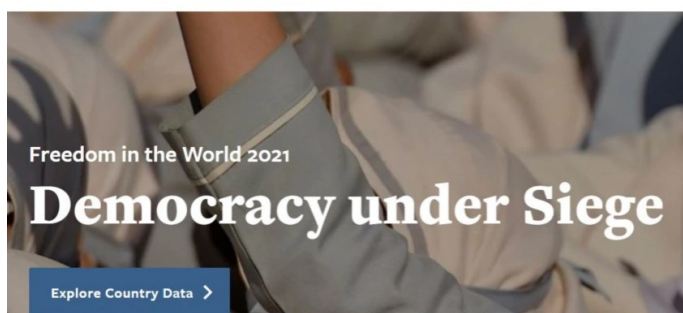 Freedom in the World 2021
Democracy under Siege
Explore Country Data